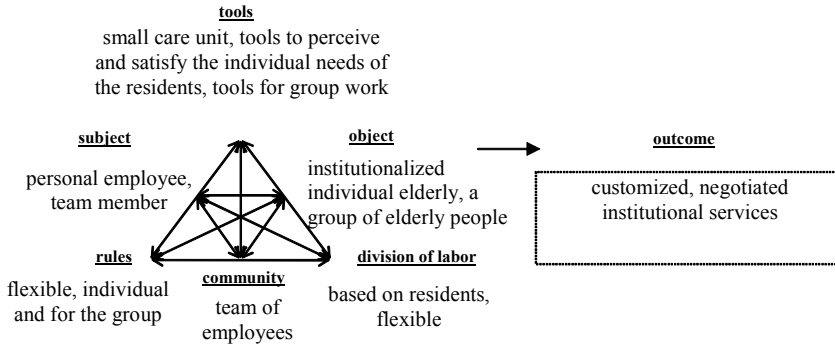 tools
small care unit, tools to perceive
and satisfy the individual needs of
the residents, tools for group work
subject
personal employee,
team member
object
institutionalized
individual elderly, a
group of elderly people
outcome
customized, negotiated
institutional services
rules
flexible, individual
and for the group
community
team of
employees
division of labor
based on residents,
flexible